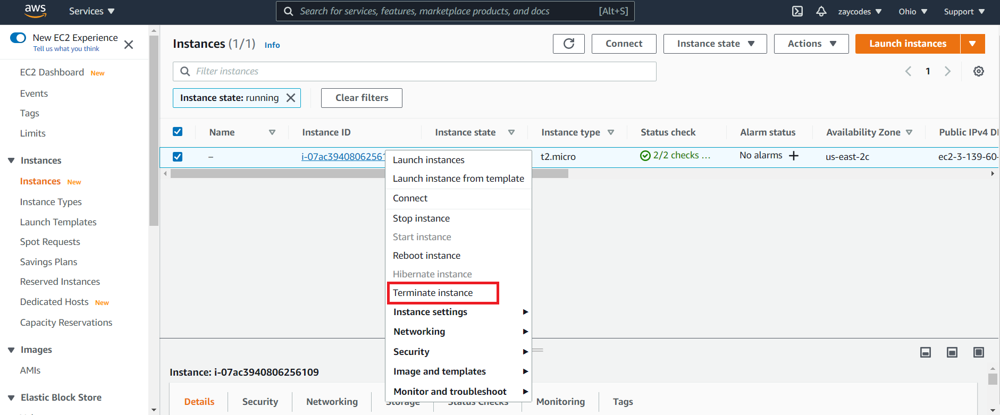 aws Services Search for services, features, marketplace products, and docs [Alt+S] zaycodes Ohio Support
New EC2 Experience
Tell us what you think
EC2 Dashboard New
Events
Tags
Limits
Instances
Instances New
Instance Types
Launch Templates
Spot Requests
Savings Plans
Reserved Instances
Dedicated Hosts New
Capacity Reservations
Images
AMIs
Elastic Block Store
Instances (1/1) Info Connect Instance state Actions Launch instances
Filter instances 1
Instance state: running Clear filters
Name Instance ID Instance state Instance type Status check Alarm status Availability Zone Public IPv4 D
– i-07ac394080625610 t2.micro 2/2 checks ... No alarms us-east-2c ec2-3-139-60-
Launch instances
Launch instance from template
Connect
Stop instance
Start instance
Reboot instance
Hibernate instance
Terminate instance
Instance settings
Networking
Security
Image and templates
Monitor and troubleshoot
Instance: i-07ac3940806256109
Details Security Networking Storage Status Checks Monitoring Tags